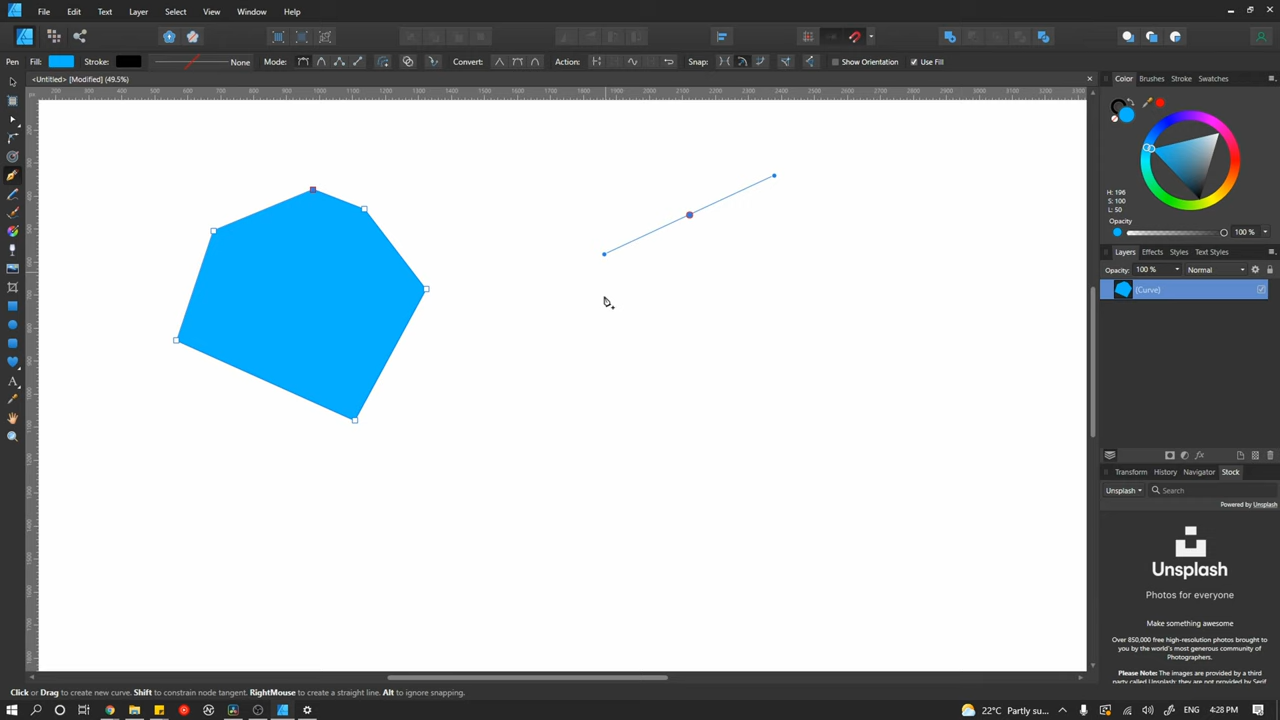 File Edit Text Layer Select View Window Help
Pen Fill: Stroke: None Mode: Convert: Action: Snap: Show Orientation Use Fill
<Untitled> [Modified] (49.5%)
Color Brushes Stroke Swatches
H: 196
S: 100
L: 50
Opacity
100 %
Layers Effects Styles Text Styles
Opacity: 100 % Normal
(Curve)
Transform History Navigator Stock
Unsplash Search
Powered by Unsplash
Unsplash
Photos for everyone
Make something awesome
Over 850,000 free high-resolution photos brought to
you by the world's most generous community of
Photographers.
Please Note: The images are provided by a third
Click or Drag to create new curve. Shift to constrain node tangent. RightMouse to create a straight line. Alt to ignore snapping.
22°C Partly su... ENG 4:28 PM